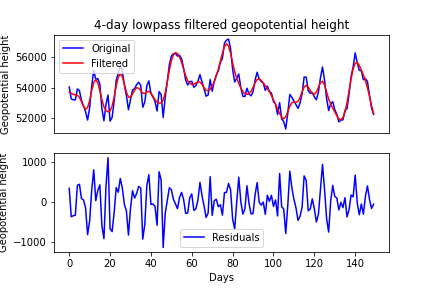 4-day lowpass filtered geopotential height
Geopotential height
56000
54000
52000
Original
Filtered
Geopotential height
1000
0
−1000
Residuals
0 20 40 60 80 100 120 140
Days